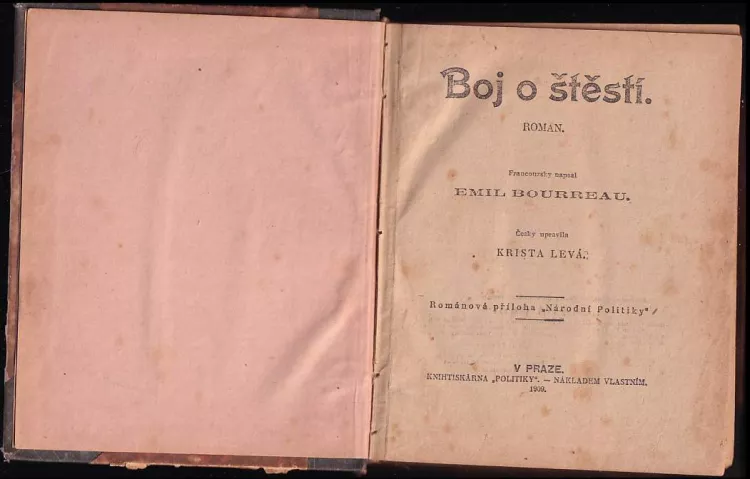 Boj o štěstí.
ROMÁN.
Francouzsky napsal
EMIL BOURREAU.
Česky upravila
KRISTA LEVÁ.
Románová příloha „Národní Politiky“
V PRAZE.
KNIHTISKÁRNA „POLITIKY“. — NÁKLADEM VLASTNÍM.
1909.